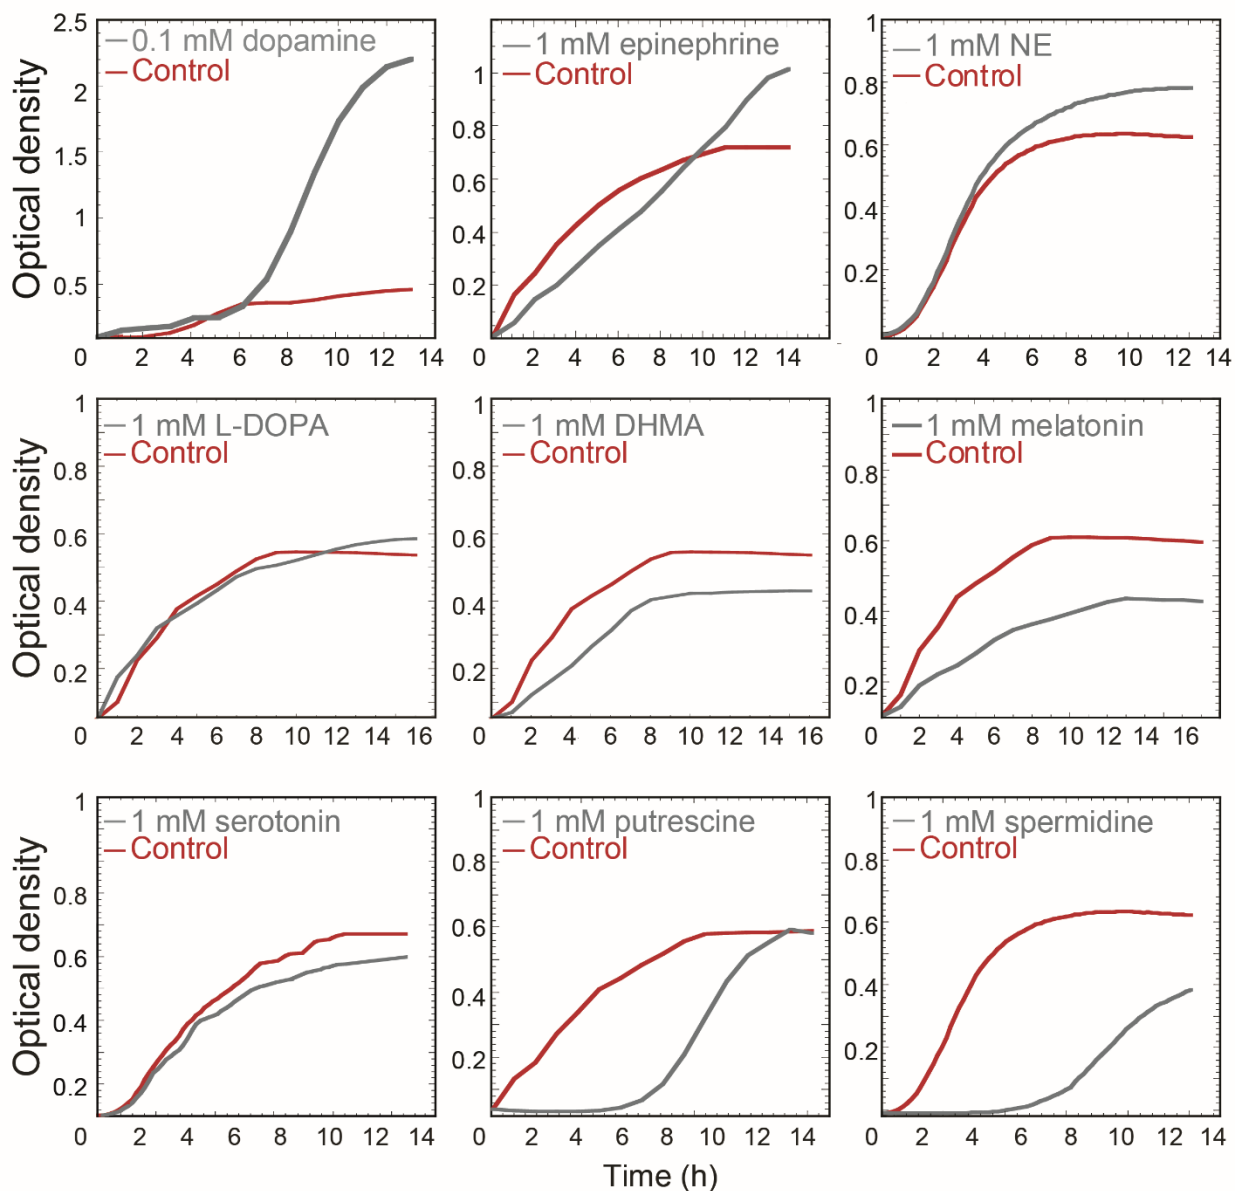 0.1 mM dopamine
Control
2.5
2
1.5
1
0.5
0 2 4 6 8 10 12 14
Optical density
1 mM epinephrine
Control
1
0.8
0.6
0.4
0.2
0 2 4 6 8 10 12 14
1 mM NE
Control
1
0.8
0.6
0.4
0.2
0 2 4 6 8 10 12 14
1 mM L-DOPA
Control
1
0.8
0.6
0.4
0.2
0 2 4 6 8 10 12 14 16
Optical density
1 mM DHMA
Control
1
0.8
0.6
0.4
0.2
0 2 4 6 8 10 12 14 16
1 mM melatonin
Control
1
0.8
0.6
0.4
0.2
0 2 4 6 8 10 12 14 16
1 mM serotonin
Control
1
0.8
0.6
0.4
0.2
0 2 4 6 8 10 12 14
Optical density
1 mM putrescine
Control
1
0.8
0.6
0.4
0.2
0 2 4 6 8 10 12 14
1 mM spermidine
Control
1
0.8
0.6
0.4
0.2
0 2 4 6 8 10 12 14
Time (h)